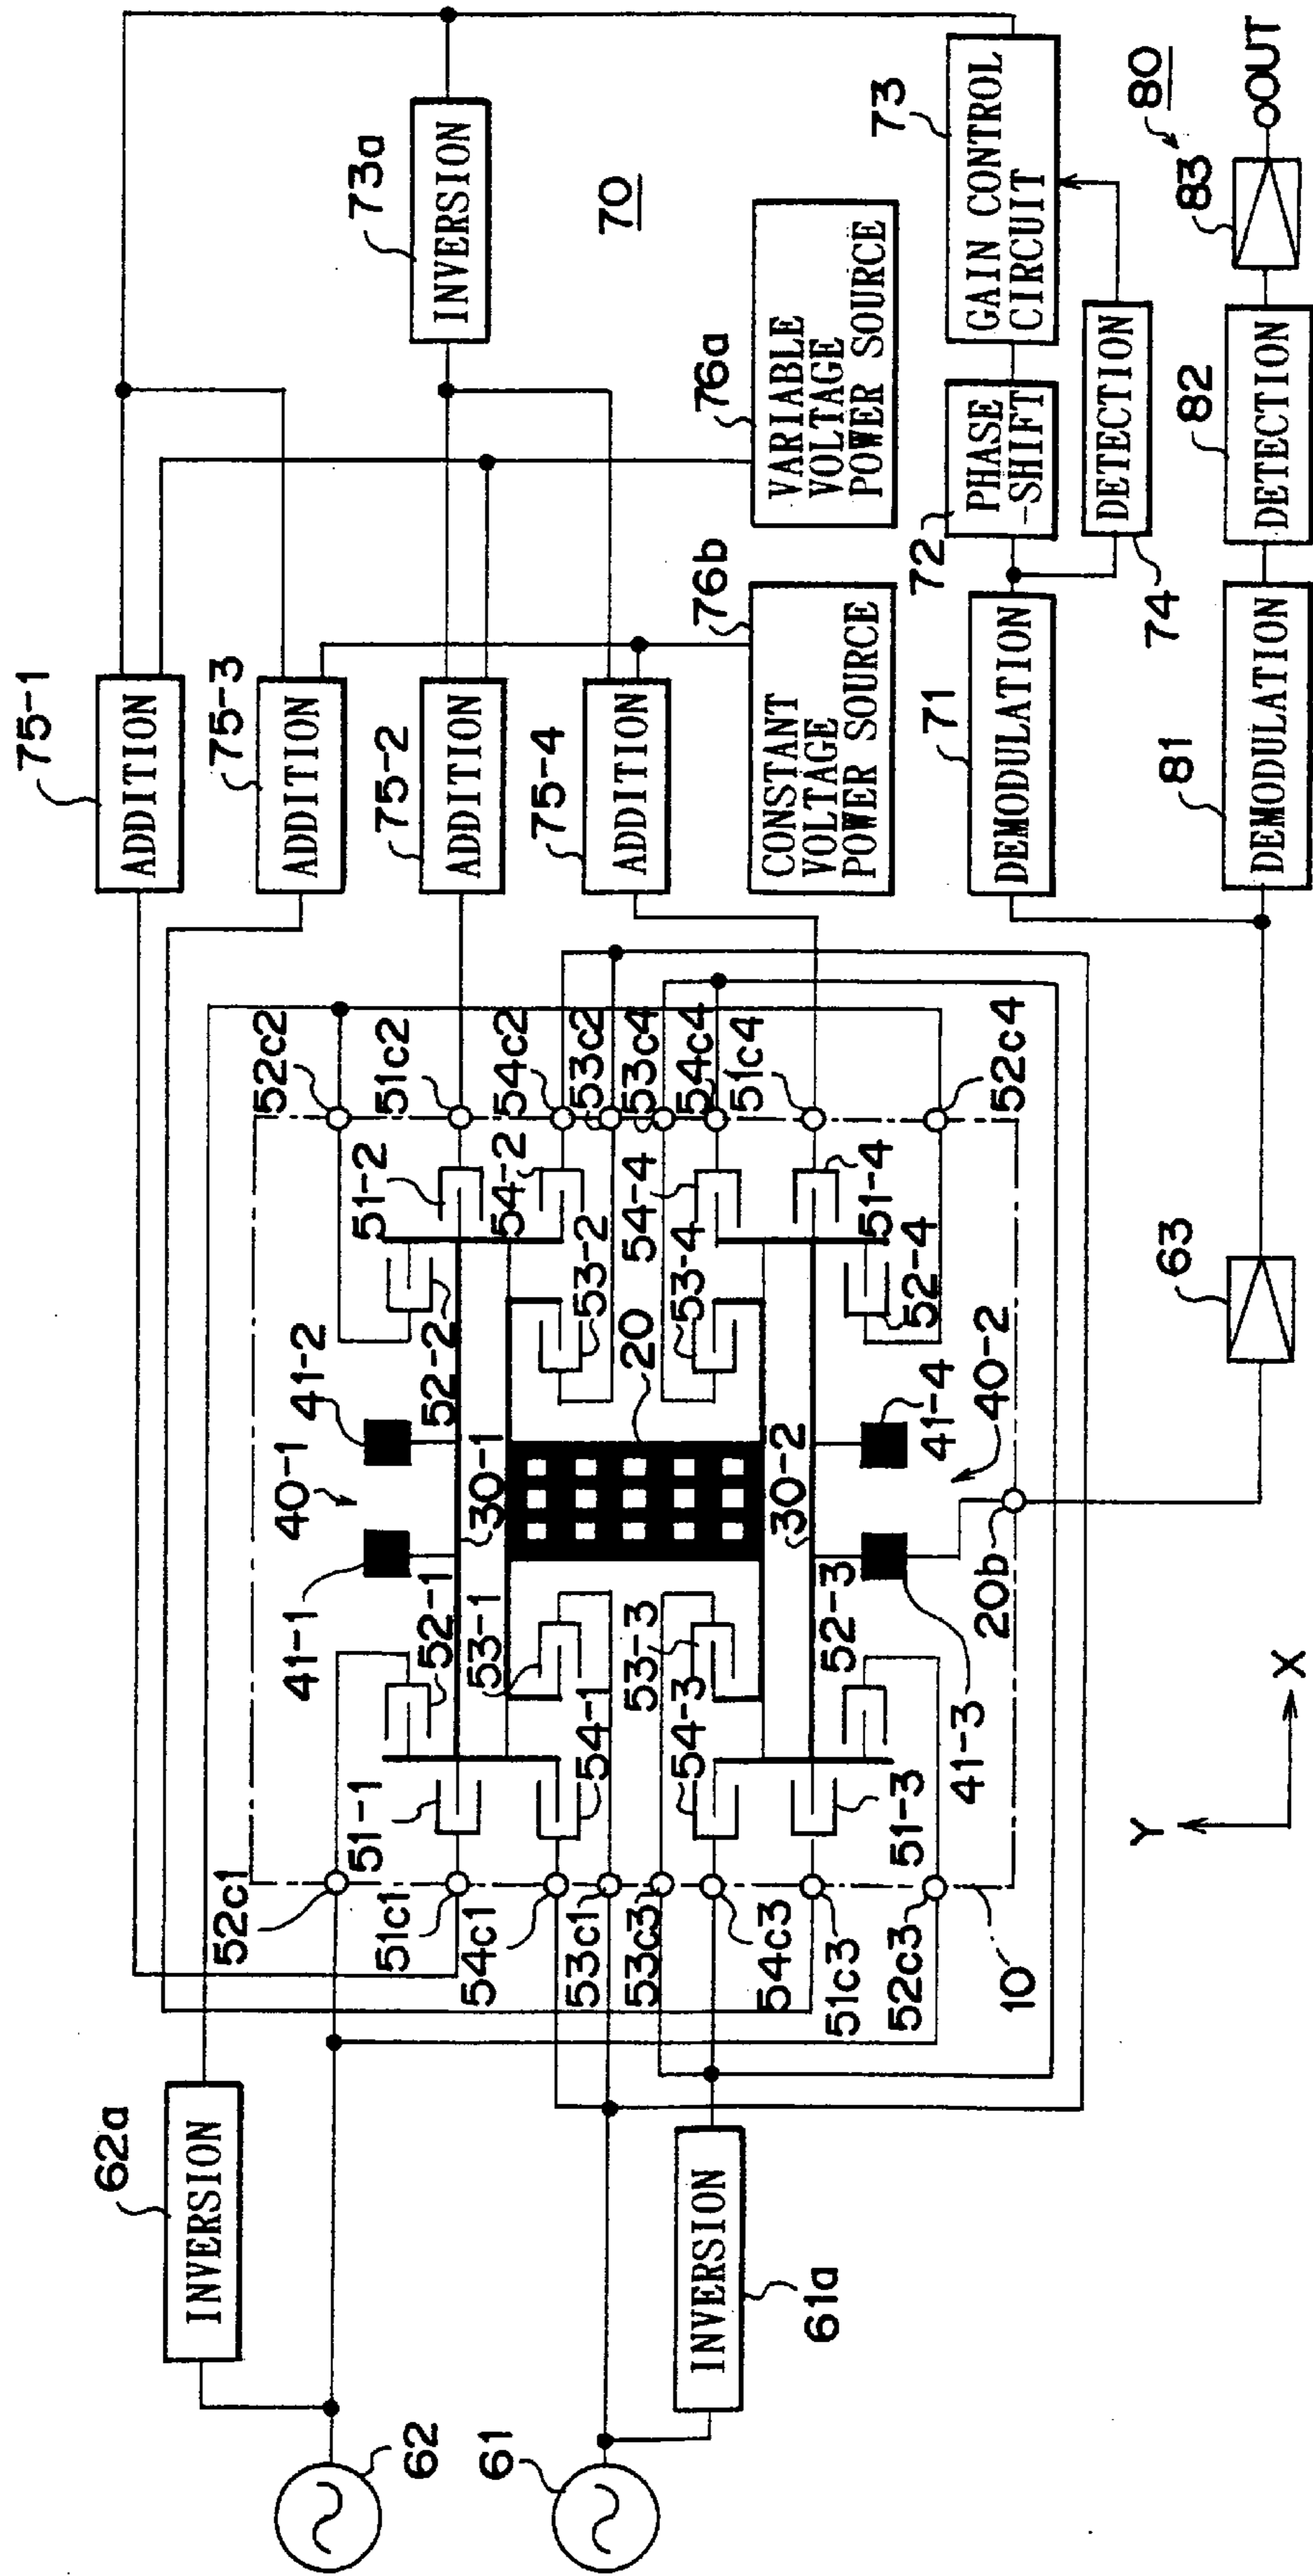 75-1
ADDITION
75-3
ADDITION
75-2
ADDITION
75-4
ADDITION
73a
INVERSION
70
76a
VARIABLE
VOLTAGE
POWER SOURCE
76b
CONSTANT
VOLTAGE
POWER SOURCE
73
GAIN CONTROL
CIRCUIT
72
PHASE
-SHIFT
DETECTION
74
71
DEMODULATION
80
OUT
83
82
DETECTION
81
DEMODULATION
63
52c2
51c2
54c2
53c2
53c4
54c4
51c4
52c4
51-2
54-2
54-4
51-4
52-2
53-2
53-4
52-4
41-2
40-1
41-1
30-1
20
30-2
41-4
40-2
20b
41-3
52-1
53-1
53-3
52-3
51-1
54-1
54-3
51-3
52c1
51c1
54c1
53c1
53c3
54c3
51c3
52c3
10
Y
X
62a
INVERSION
INVERSION
61a
62
61